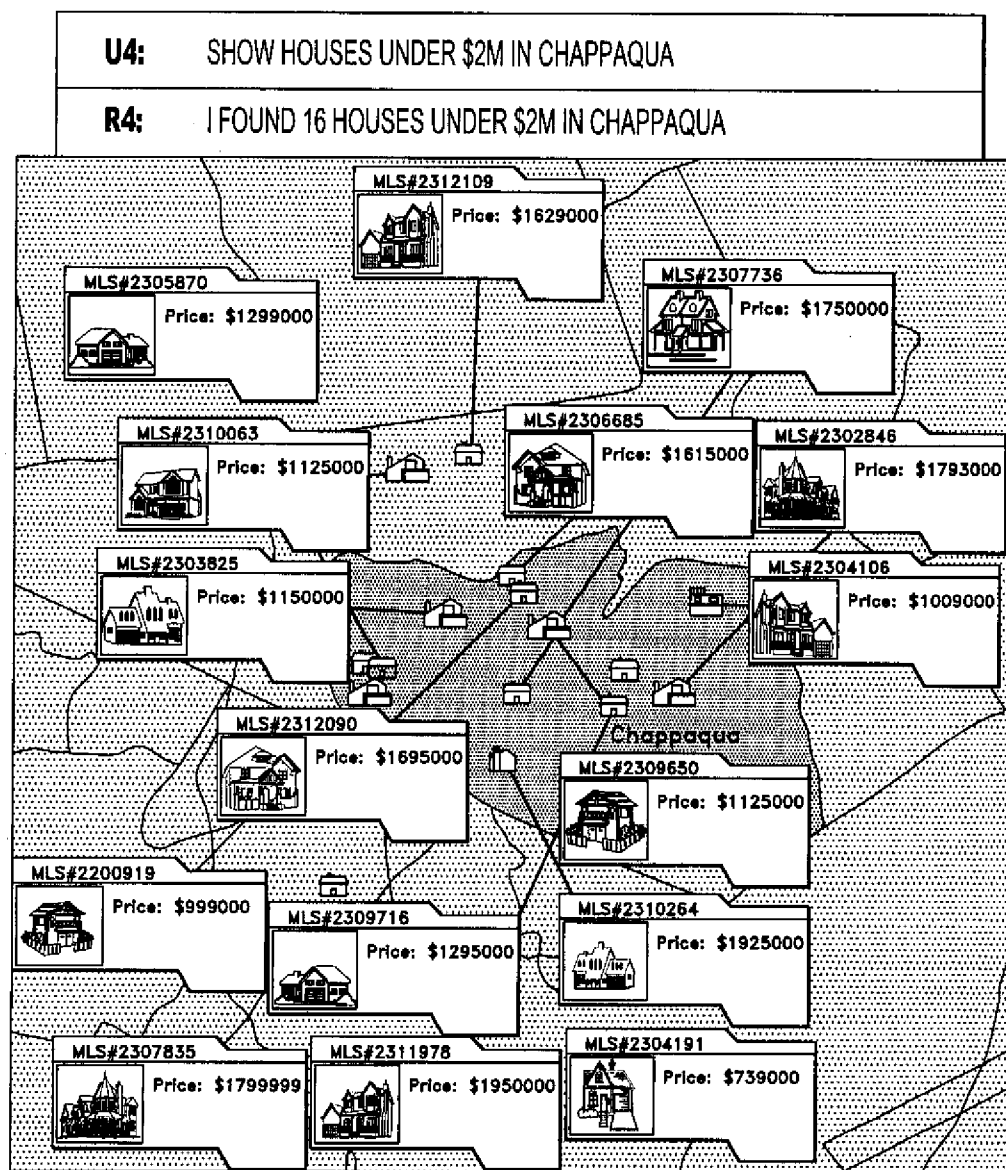 U4: SHOW HOUSES UNDER $2M IN CHAPPAQUA
R4: I FOUND 16 HOUSES UNDER $2M IN CHAPPAQUA
MLS#2312109
Price: $1629000
MLS#2305870
Price: $1299000
MLS#2307736
Price: $1750000
MLS#2310063
Price: $1125000
MLS#2306685
Price: $1615000
MLS#2302846
Price: $1793000
MLS#2303825
Price: $1150000
MLS#2304106
Price: $1009000
Chappaqua
MLS#2312090
Price: $1695000
MLS#2309650
Price: $1125000
MLS#2200919
Price: $999000
MLS#2309716
Price: $1295000
MLS#2310264
Price: $1925000
MLS#2307835
Price: $1799999
MLS#2311978
Price: $1950000
MLS#2304191
Price: $739000